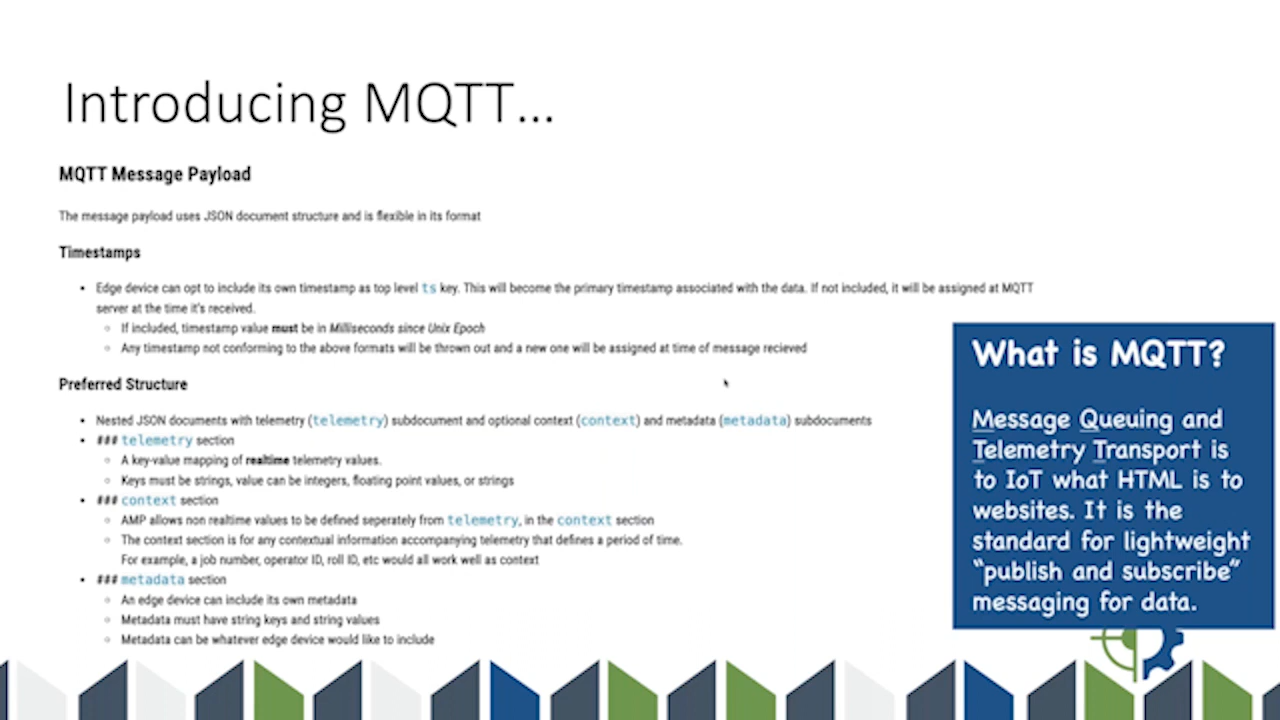 Introducing MQTT...
MQTT Message Payload
The message payload uses JSON document structure and is flexible in its format
Timestamps
• Edge device can opt to include its own timestamp as top level ts key. This will become the primary timestamp associated with the data. If not included, it will be assigned at MQTT
server at the time it's received.
◦ If included, timestamp value must be in Milliseconds since Unix Epoch
◦ Any timestamp not conforming to the above formats will be thrown out and a new one will be assigned at time of message recieved
Preferred Structure
• Nested JSON documents with telemetry (telemetry) subdocument and optional context (context) and metadata (metadata) subdocuments
• ### telemetry section
◦ A key-value mapping of realtime telemetry values.
◦ Keys must be strings, value can be integers, floating point values, or strings
• ### context section
◦ AMP allows non realtime values to be defined seperately from telemetry, in the context section
◦ The context section is for any contextual information accompanying telemetry that defines a period of time.
For example, a job number, operator ID, roll ID, etc would all work well as context
• ### metadata section
◦ An edge device can include its own metadata
◦ Metadata must have string keys and string values
◦ Metadata can be whatever edge device would like to include
What is MQTT?
Message Queuing and
Telemetry Transport is
to IoT what HTML is to
websites. It is the
standard for lightweight
"publish and subscribe"
messaging for data.